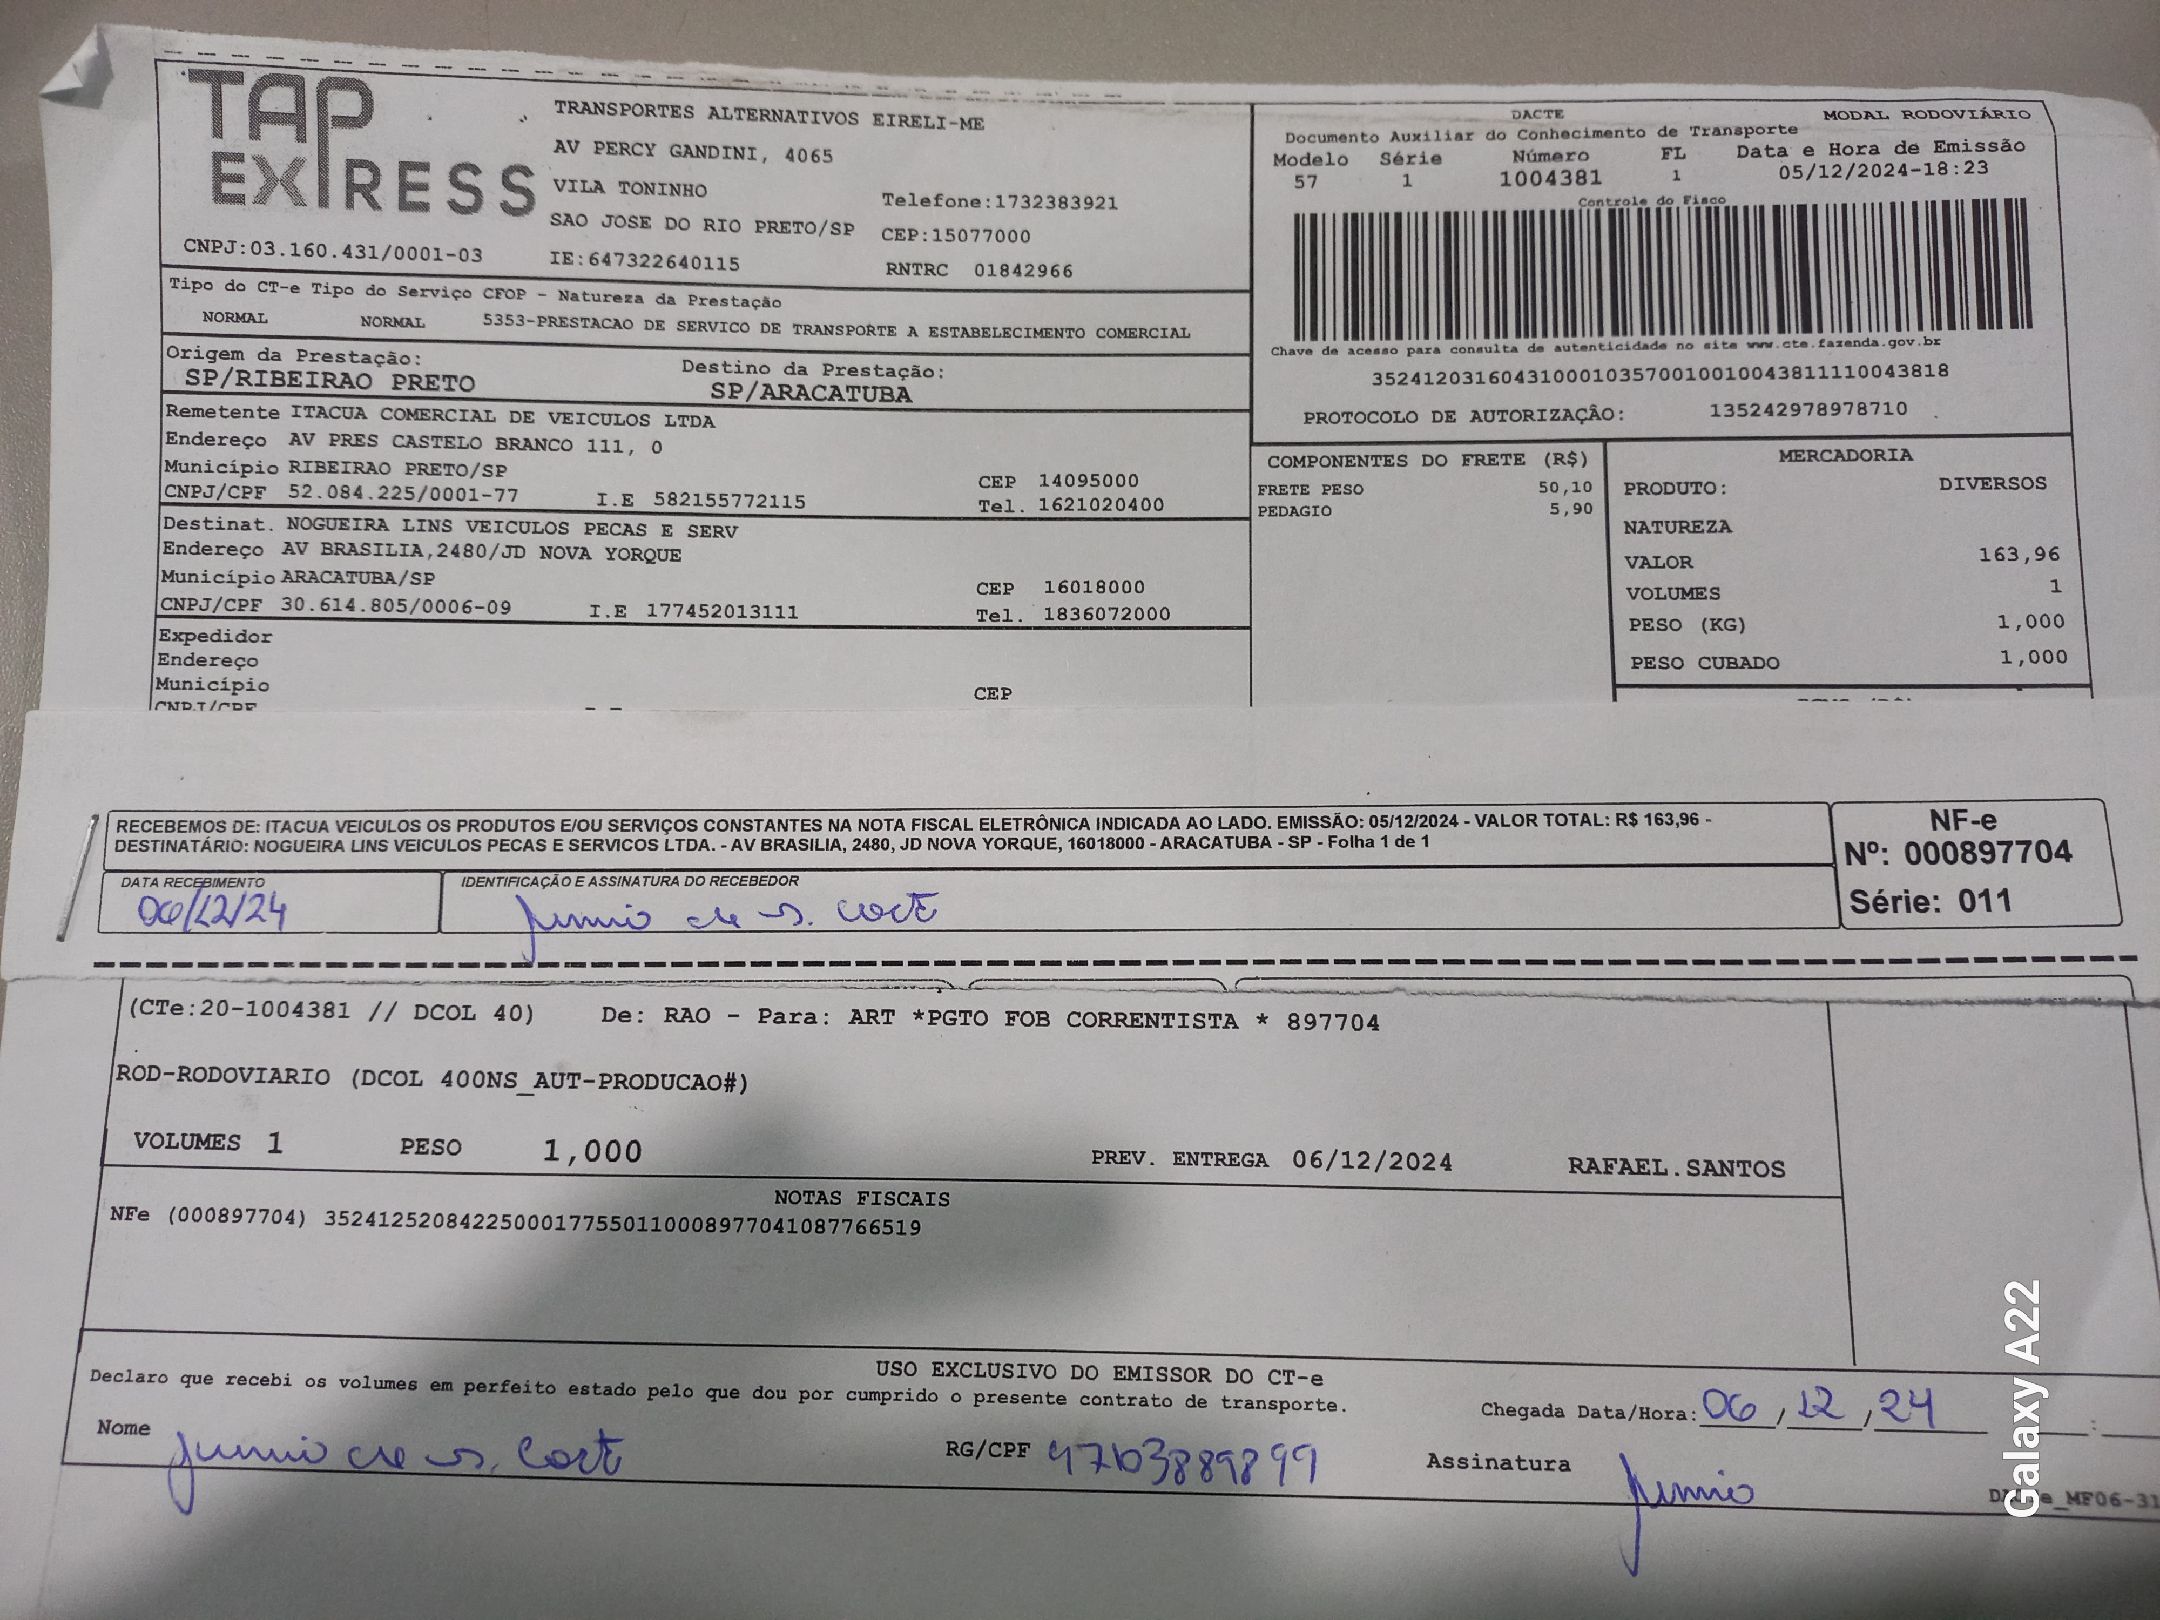 TAP EXPRESS
TRANSPORTES ALTERNATIVOS EIRELI-ME
AV PERCY GANDINI, 4065
VILA TONINHO
Telefone:1732383921
SAO JOSE DO RIO PRETO/SP CEP:15077000
CNPJ:03.160.431/0001-03 IE:647322640115 RNTRC 01842966
Tipo do CT-e Tipo do Serviço CFOP - Natureza da Prestação
NORMAL NORMAL 5353-PRESTACAO DE SERVICO DE TRANSPORTE A ESTABELECIMENTO COMERCIAL
Origem da Prestação: Destino da Prestação:
SP/RIBEIRAO PRETO SP/ARACATUBA
Remetente ITACUA COMERCIAL DE VEICULOS LTDA
Endereço AV PRES CASTELO BRANCO 111, 0
Município RIBEIRAO PRETO/SP CEP 14095000
CNPJ/CPF 52.084.225/0001-77 I.E 582155772115 Tel. 1621020400
Destinat. NOGUEIRA LINS VEICULOS PECAS E SERV
Endereço AV BRASILIA,2480/JD NOVA YORQUE
Município ARACATUBA/SP CEP 16018000
CNPJ/CPF 30.614.805/0006-09 I.E 177452013111 Tel. 1836072000
Expedidor
Endereço
Município CEP
CNPJ/CPF
DACTE MODAL RODOVIÁRIO
Documento Auxiliar do Conhecimento de Transporte
Modelo Série Número FL Data e Hora de Emissão
57 1 1004381 1 05/12/2024-18:23
Controle do Fisco
Chave de acesso para consulta de autenticidade no site www.cte.fazenda.gov.br
35241203160431000103570010010043811110043818
PROTOCOLO DE AUTORIZAÇÃO: 135242978978710
COMPONENTES DO FRETE (R$)
FRETE PESO 50,10
PEDAGIO 5,90
MERCADORIA
PRODUTO: DIVERSOS
NATUREZA
VALOR 163,96
VOLUMES 1
PESO (KG) 1,000
PESO CUBADO 1,000
RECEBEMOS DE: ITACUA VEICULOS OS PRODUTOS E/OU SERVIÇOS CONSTANTES NA NOTA FISCAL ELETRÔNICA INDICADA AO LADO. EMISSÃO: 05/12/2024 - VALOR TOTAL: R$ 163,96 -
DESTINATÁRIO: NOGUEIRA LINS VEICULOS PECAS E SERVICOS LTDA. - AV BRASILIA, 2480, JD NOVA YORQUE, 16018000 - ARACATUBA - SP - Folha 1 de 1
DATA RECEBIMENTO IDENTIFICAÇÃO E ASSINATURA DO RECEBEDOR
06/12/24 Junio de S.
NF-e
Nº: 000897704
Série: 011
(CTe:20-1004381 // DCOL 40) De: RAO - Para: ART *PGTO FOB CORRENTISTA * 897704
ROD-RODOVIARIO (DCOL 400NS_AUT-PRODUCAO#)
VOLUMES 1 PESO 1,000 PREV. ENTREGA 06/12/2024 RAFAEL.SANTOS
NOTAS FISCAIS
NFe (000897704) 35241252084225000177550110008977041087766519
USO EXCLUSIVO DO EMISSOR DO CT-e
Declaro que recebi os volumes em perfeito estado pelo que dou por cumprido o presente contrato de transporte.
Chegada Data/Hora: 06, 12, 24 :
Nome Junio de S. RG/CPF Assinatura Junio
_MF06-31
Galaxy A22